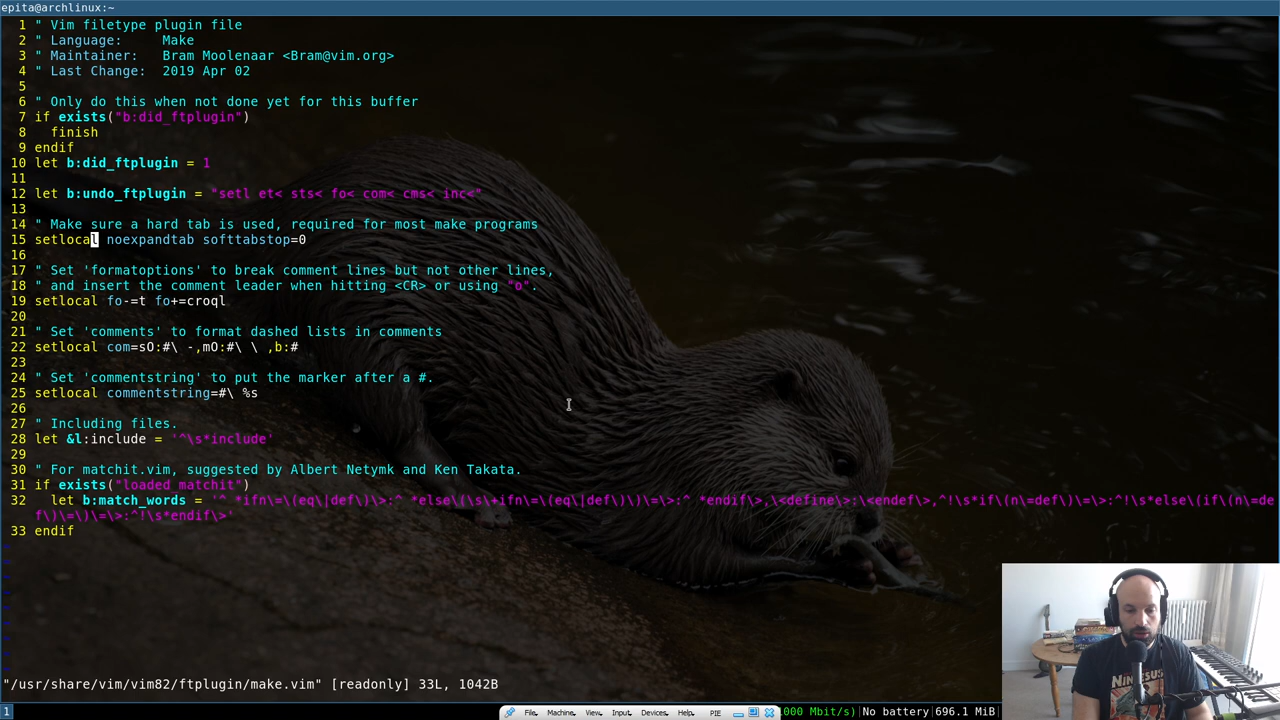 epita@archlinux:~
1 " Vim filetype plugin file
2 " Language:     Make
3 " Maintainer:   Bram Moolenaar <Bram@vim.org>
4 " Last Change:  2019 Apr 02
5
6 " Only do this when not done yet for this buffer
7 if exists("b:did_ftplugin")
8   finish
9 endif
10 let b:did_ftplugin = 1
11
12 let b:undo_ftplugin = "setl et< sts< fo< com< cms< inc<"
13
14 " Make sure a hard tab is used, required for most make programs
15 setlocal noexpandtab softtabstop=0
16
17 " Set 'formatoptions' to break comment lines but not other lines,
18 " and insert the comment leader when hitting <CR> or using "o".
19 setlocal fo-=t fo+=croql
20
21 " Set 'comments' to format dashed lists in comments
22 setlocal com=sO:#\ -,mO:#\ \ ,b:#
23
24 " Set 'commentstring' to put the marker after a #.
25 setlocal commentstring=#\ %s
26
27 " Including files.
28 let &l:include = '^\s*include'
29
30 " For matchit.vim, suggested by Albert Netymk and Ken Takata.
31 if exists("loaded_matchit")
32   let b:match_words = '^ *ifn\=\(eq\|def\)\>:^ *else\(\s\+ifn\=\(eq\|def\)\)\=\>:^ *endif\>,\<define\>:\<endef\>,^!\s*if\(n\=def\)\=\>:^!\s*else\(if\(n\=de
f\)\=\)\=\>:^!\s*endif\>'
33 endif
~
~
~
~
~
~
~
~
~
"/usr/share/vim/vim82/ftplugin/make.vim" [readonly] 33L, 1042B
1 File Machine View Input Devices Help PIE 000 Mbit/s)|No battery|696.1 MiB